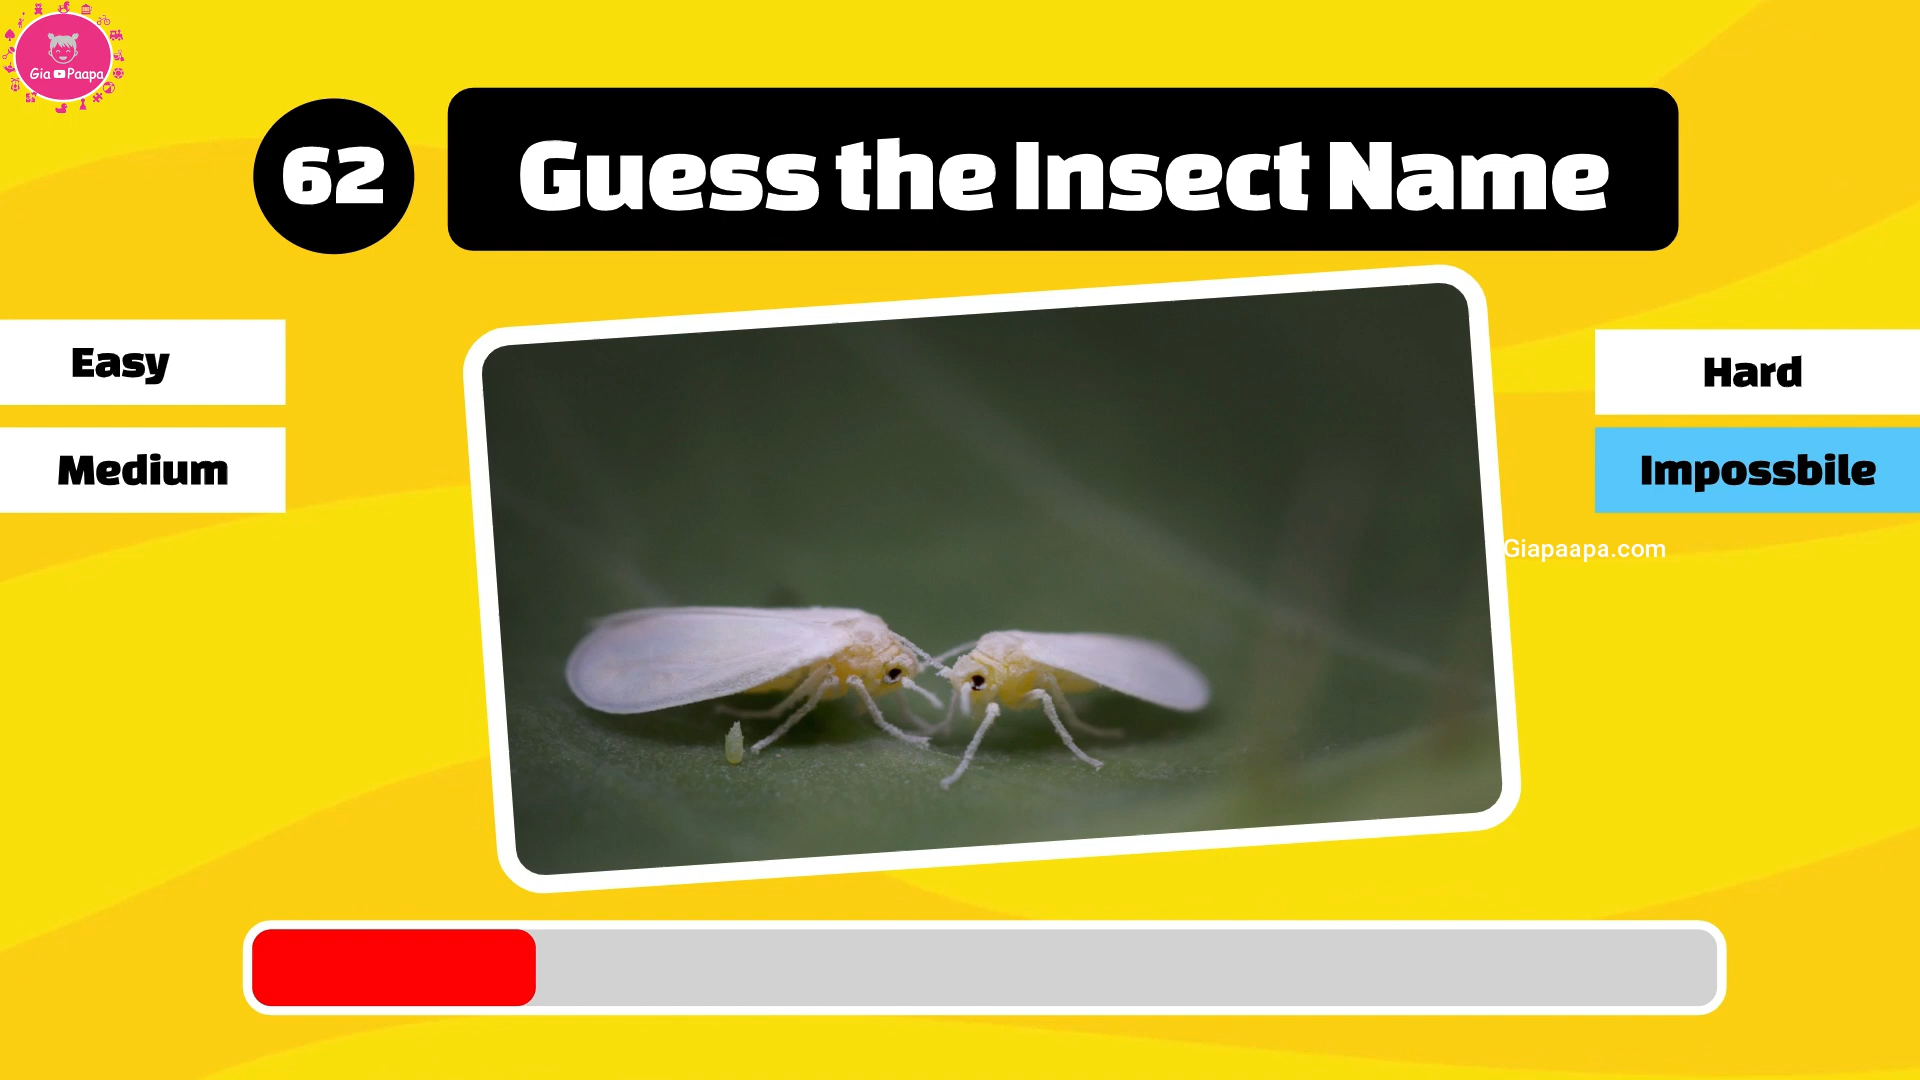 Gia Paapa
62
Guess the Insect Name
Easy
Medium
Hard
Impossbile
Giapaapa.com